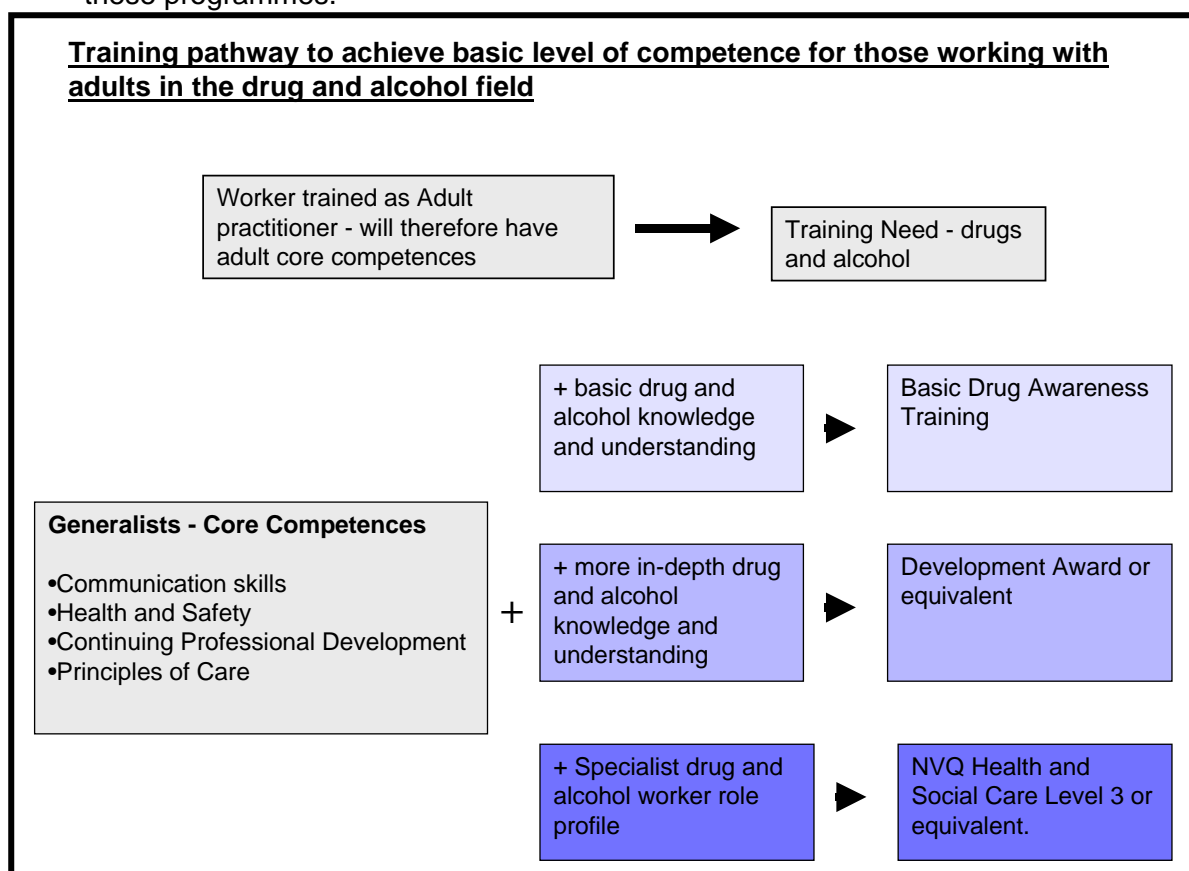 these programmes.
Training pathway to achieve basic level of competence for those working with
adults in the drug and alcohol field
Worker trained as Adult
practitioner - will therefore have
adult core competences
Training Need - drugs
and alcohol
+ basic drug and
alcohol knowledge
and understanding
Basic Drug Awareness
Training
Generalists - Core Competences
•Communication skills
•Health and Safety
•Continuing Professional Development
•Principles of Care
+
+ more in-depth drug
and alcohol
knowledge and
understanding
Development Award or
equivalent
+ Specialist drug and
alcohol worker role
profile
NVQ Health and
Social Care Level 3 or
equivalent.